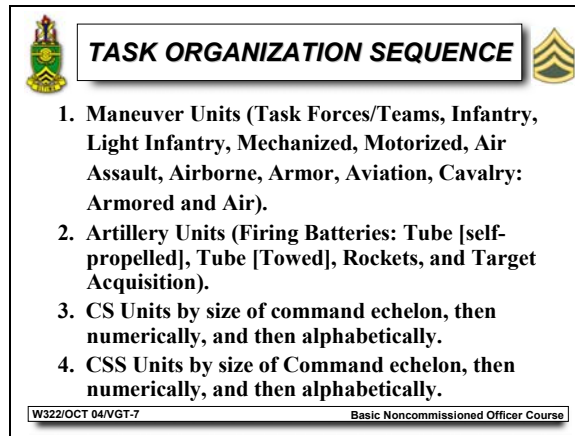 TASK ORGANIZATION SEQUENCE
1. Maneuver Units (Task Forces/Teams, Infantry,
Light Infantry, Mechanized, Motorized, Air
Assault, Airborne, Armor, Aviation, Cavalry:
Armored and Air).
2. Artillery Units (Firing Batteries: Tube [self-
propelled], Tube [Towed], Rockets, and Target
Acquisition).
3. CS Units by size of command echelon, then
numerically, and then alphabetically.
4. CSS Units by size of Command echelon, then
numerically, and then alphabetically.
W322/OCT 04/VGT-7 Basic Noncommissioned Officer Course